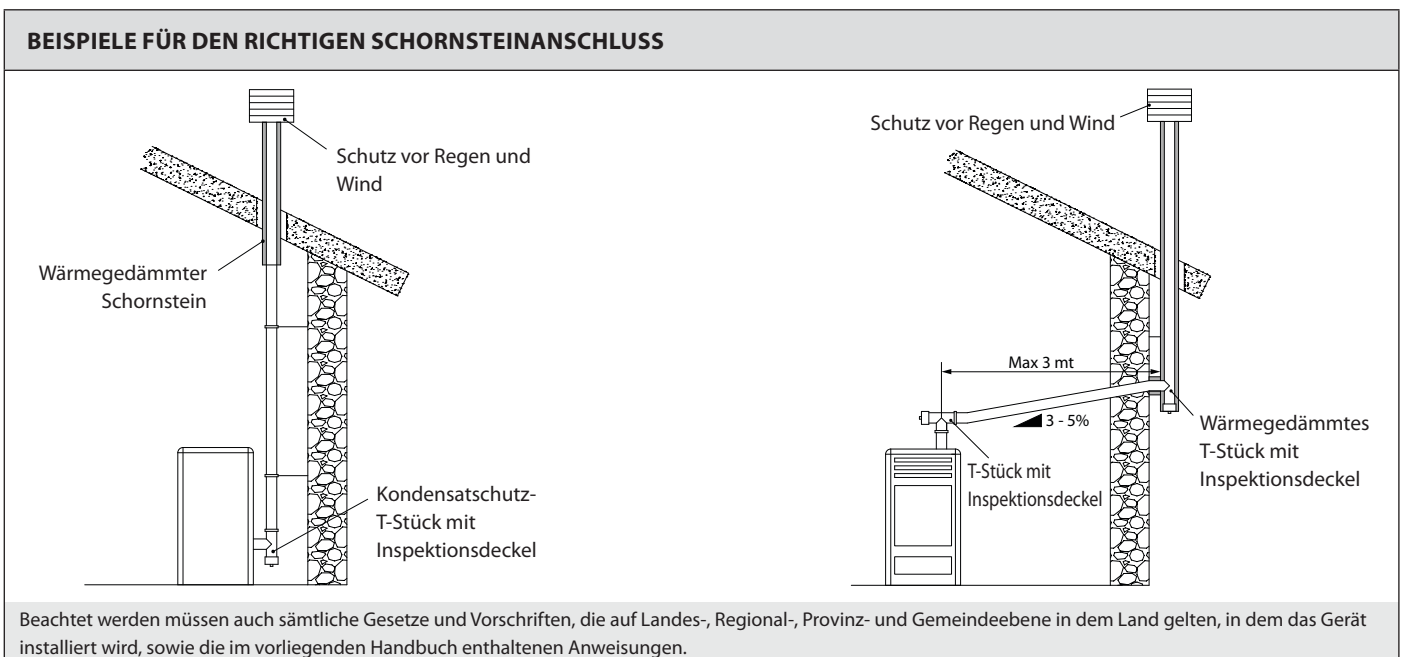 BEISPIELE FÜR DEN RICHTIGEN SCHORNSTEINANSCHLUSS
Schutz vor Regen und
Wind
Wärmegedämmter
Schornstein
Kondensatschutz-
T-Stück mit
Inspektionsdeckel
Schutz vor Regen und Wind
Max 3 mt
3 - 5%
T-Stück mit
Inspektionsdeckel
Wärmegedämmtes
T-Stück mit
Inspektionsdeckel
Beachtet werden müssen auch sämtliche Gesetze und Vorschriften, die auf Landes-, Regional-, Provinz- und Gemeindeebene in dem Land gelten, in dem das Gerät
installiert wird, sowie die im vorliegenden Handbuch enthaltenen Anweisungen.